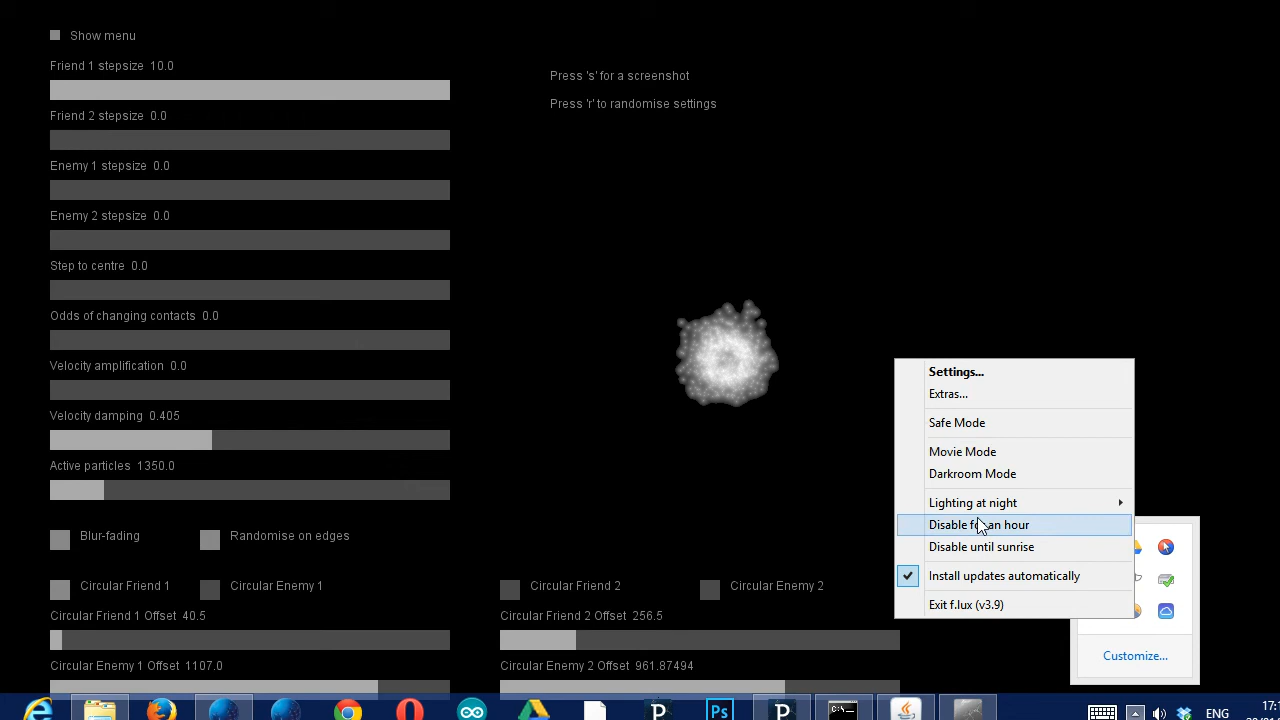 Show menu
Friend 1 stepsize 10.0
Press 's' for a screenshot
Press 'r' to randomise settings
Friend 2 stepsize 0.0
Enemy 1 stepsize 0.0
Enemy 2 stepsize 0.0
Step to centre 0.0
Odds of changing contacts 0.0
Velocity amplification 0.0
Velocity damping 0.405
Active particles 1350.0
Blur-fading
Randomise on edges
Circular Friend 1
Circular Enemy 1
Circular Friend 2
Circular Enemy 2
Circular Friend 1 Offset 40.5
Circular Friend 2 Offset 256.5
Circular Enemy 1 Offset 1107.0
Circular Enemy 2 Offset 961.87494
Settings...
Extras...
Safe Mode
Movie Mode
Darkroom Mode
Lighting at night
Disable for an hour
Disable until sunrise
Install updates automatically
Exit f.lux (v3.9)
Customize...
Ps
C:\
ENG
17: